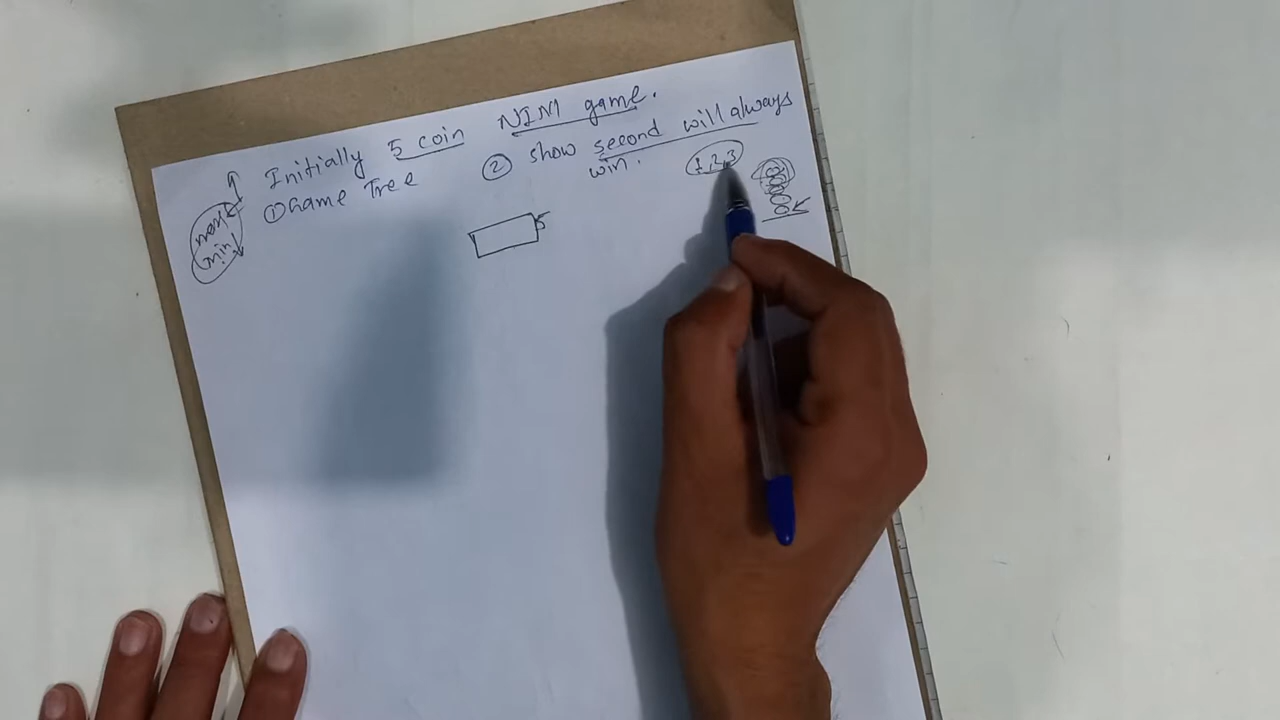 NIM game.
Initially 5 coin
① Game Tree
② show second will always
win.
1, 2, 3
max
min
5